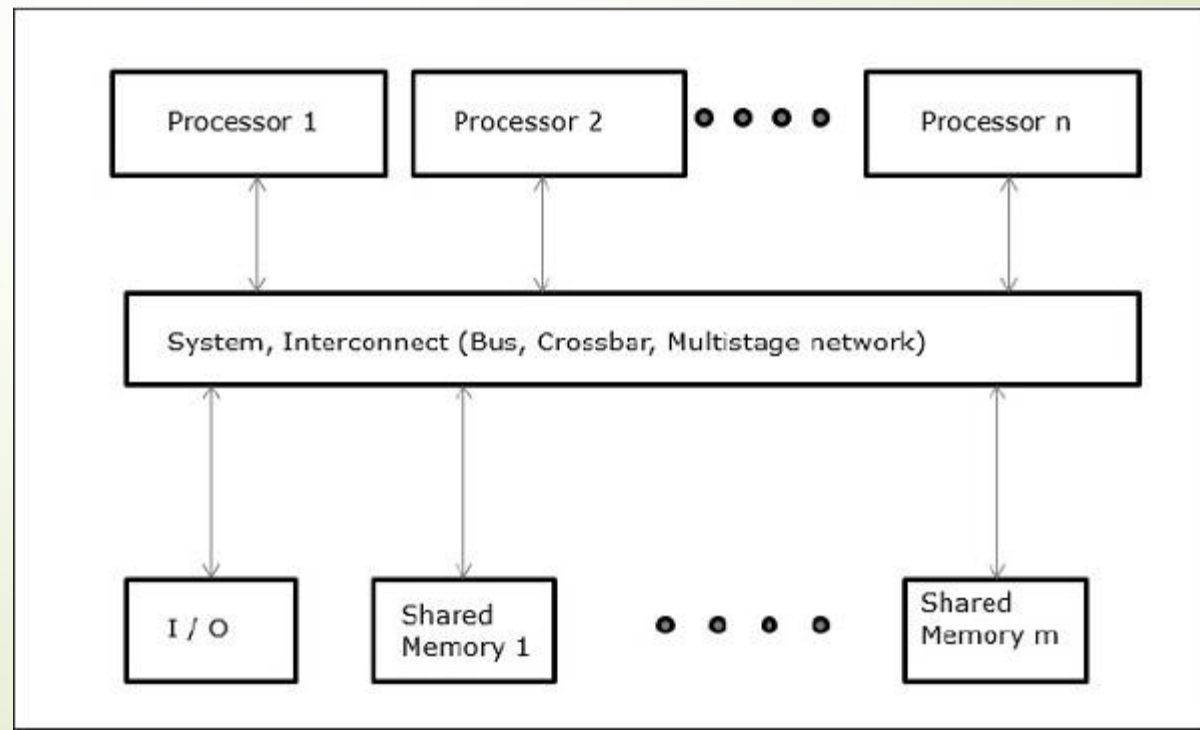 Processor 1
Processor 2
Processor n
System, Interconnect (Bus, Crossbar, Multistage network)
I / O
Shared
Memory 1
Shared
Memory m